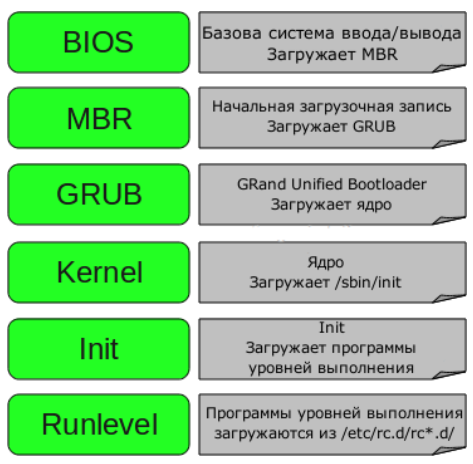 BIOS
Базова система ввода/вывода
Загружает MBR
MBR
Начальная загрузочная запись
Загружает GRUB
GRUB
GRand Unified Bootloader
Загружает ядро
Kernel
Ядро
Загружает /sbin/init
Init
Init
Загружает программы
уровней выполнения
Runlevel
Программы уровней выполнения
загружаются из /etc/rc.d/rc*.d/